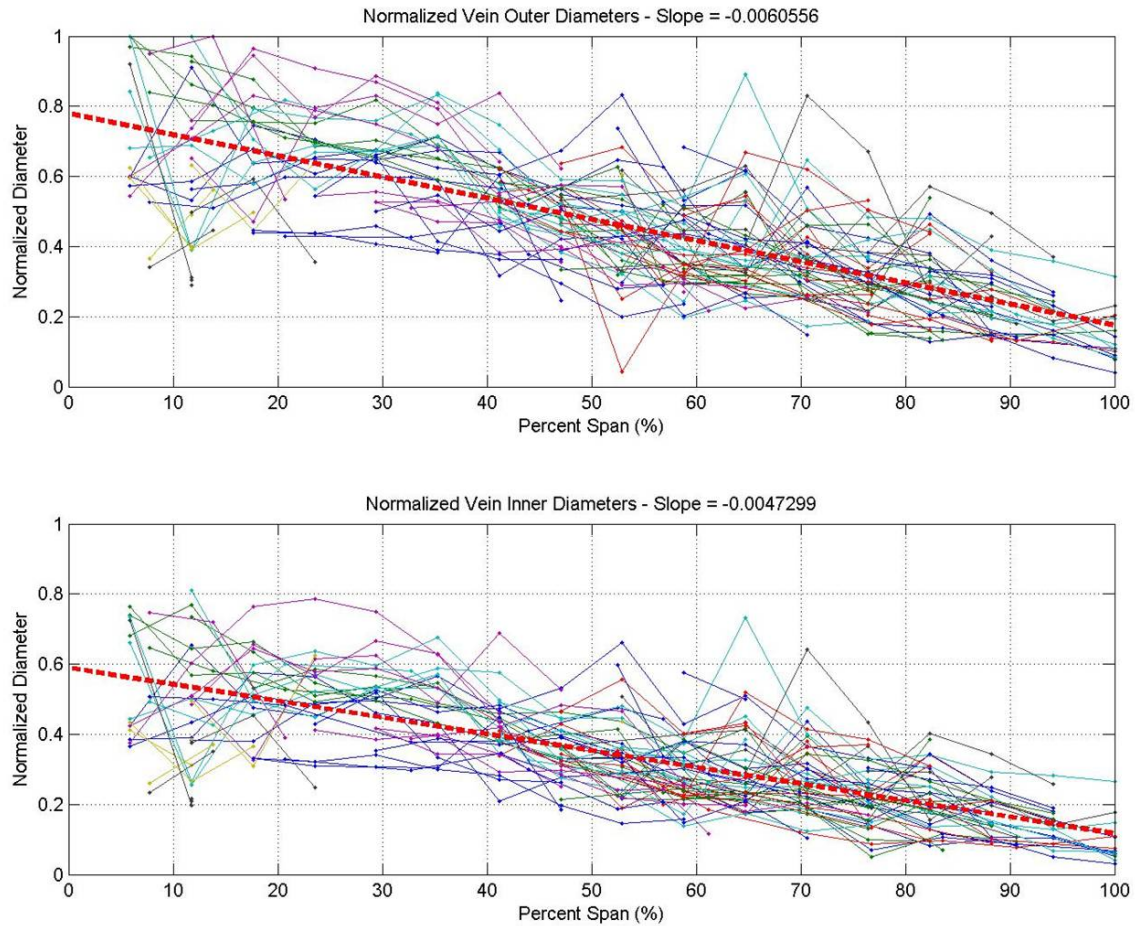 Normalized Vein Outer Diameters - Slope = -0.0060556
1
0.8
0.6
0.4
0.2
0
Normalized Diameter
0 10 20 30 40 50 60 70 80 90 100
Percent Span (%)
Normalized Vein Inner Diameters - Slope = -0.0047299
1
0.8
0.6
0.4
0.2
0
Normalized Diameter
0 10 20 30 40 50 60 70 80 90 100
Percent Span (%)